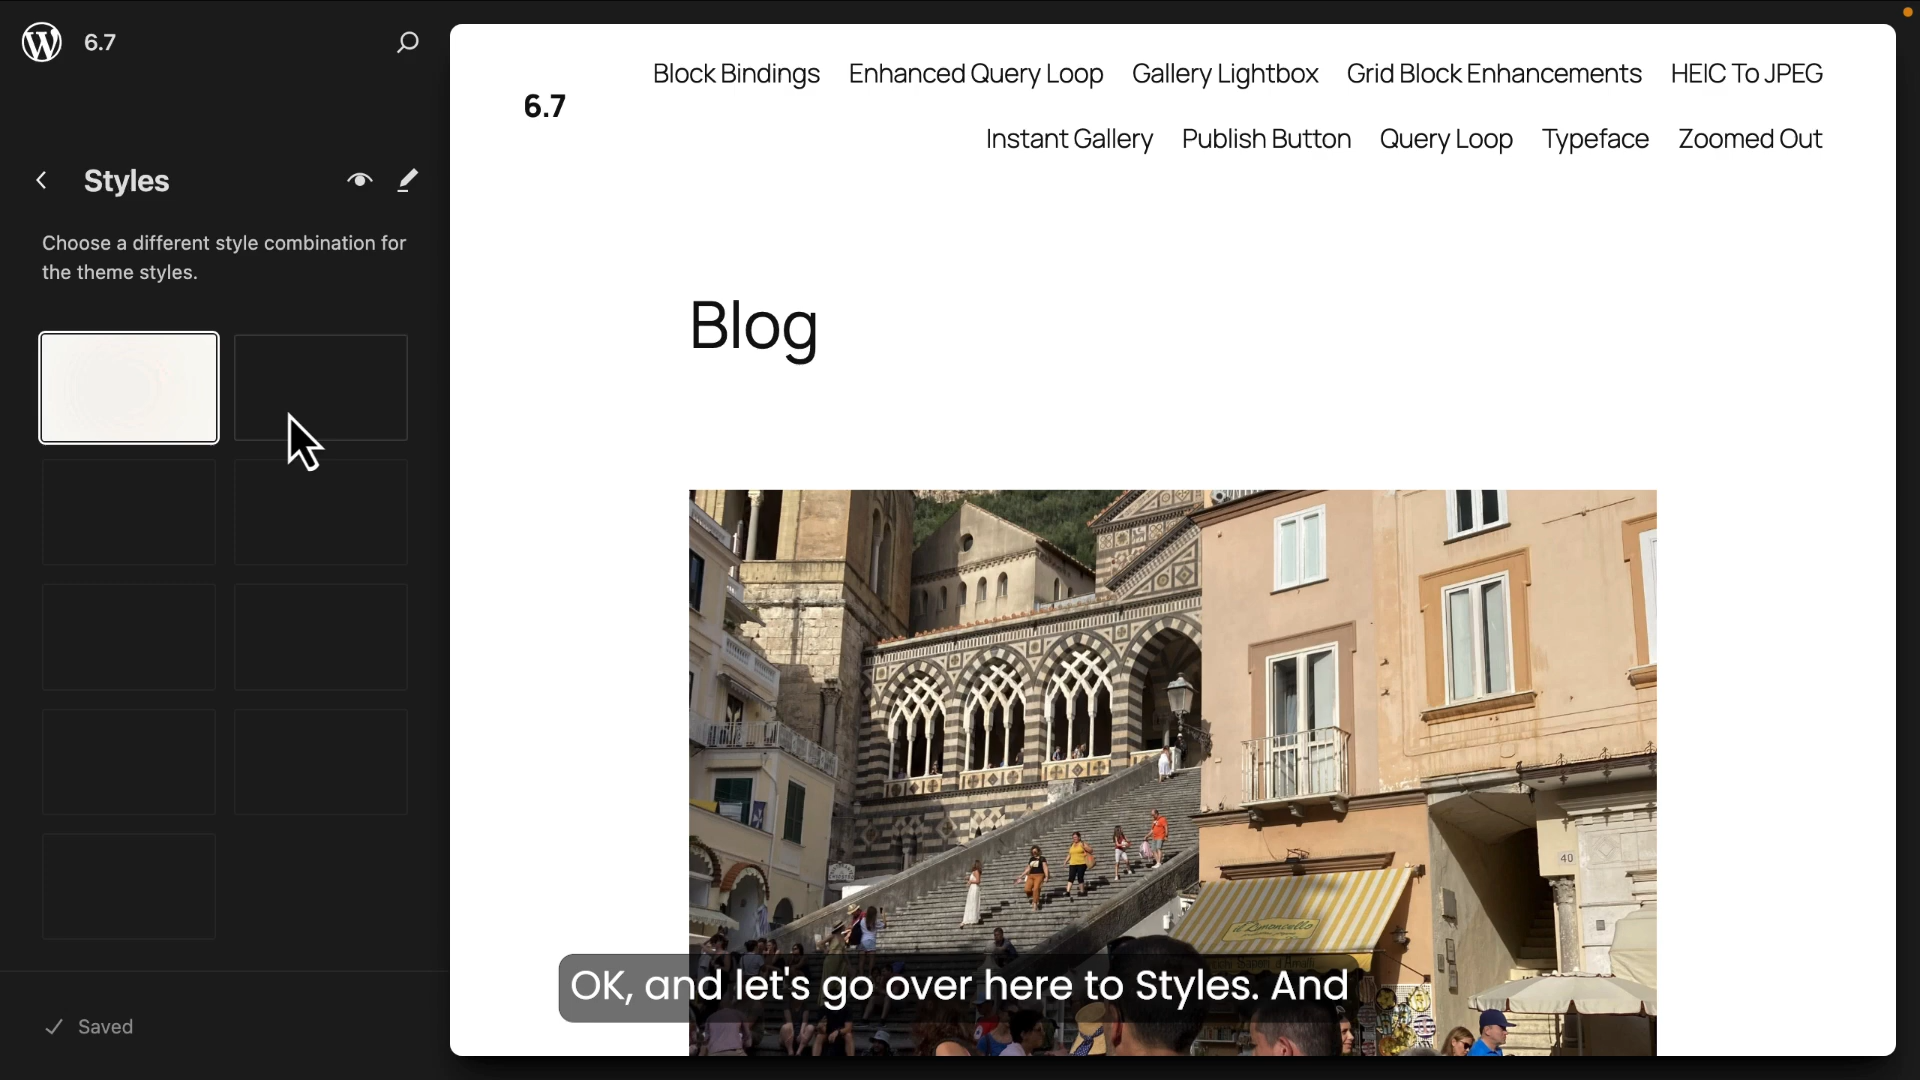 6.7
Styles
Choose a different style combination for
the theme styles.
Saved
6.7
Block Bindings Enhanced Query Loop Gallery Lightbox Grid Block Enhancements HEIC To JPEG
Instant Gallery Publish Button Query Loop Typeface Zoomed Out
Blog
40
OK, and let's go over here to Styles. And